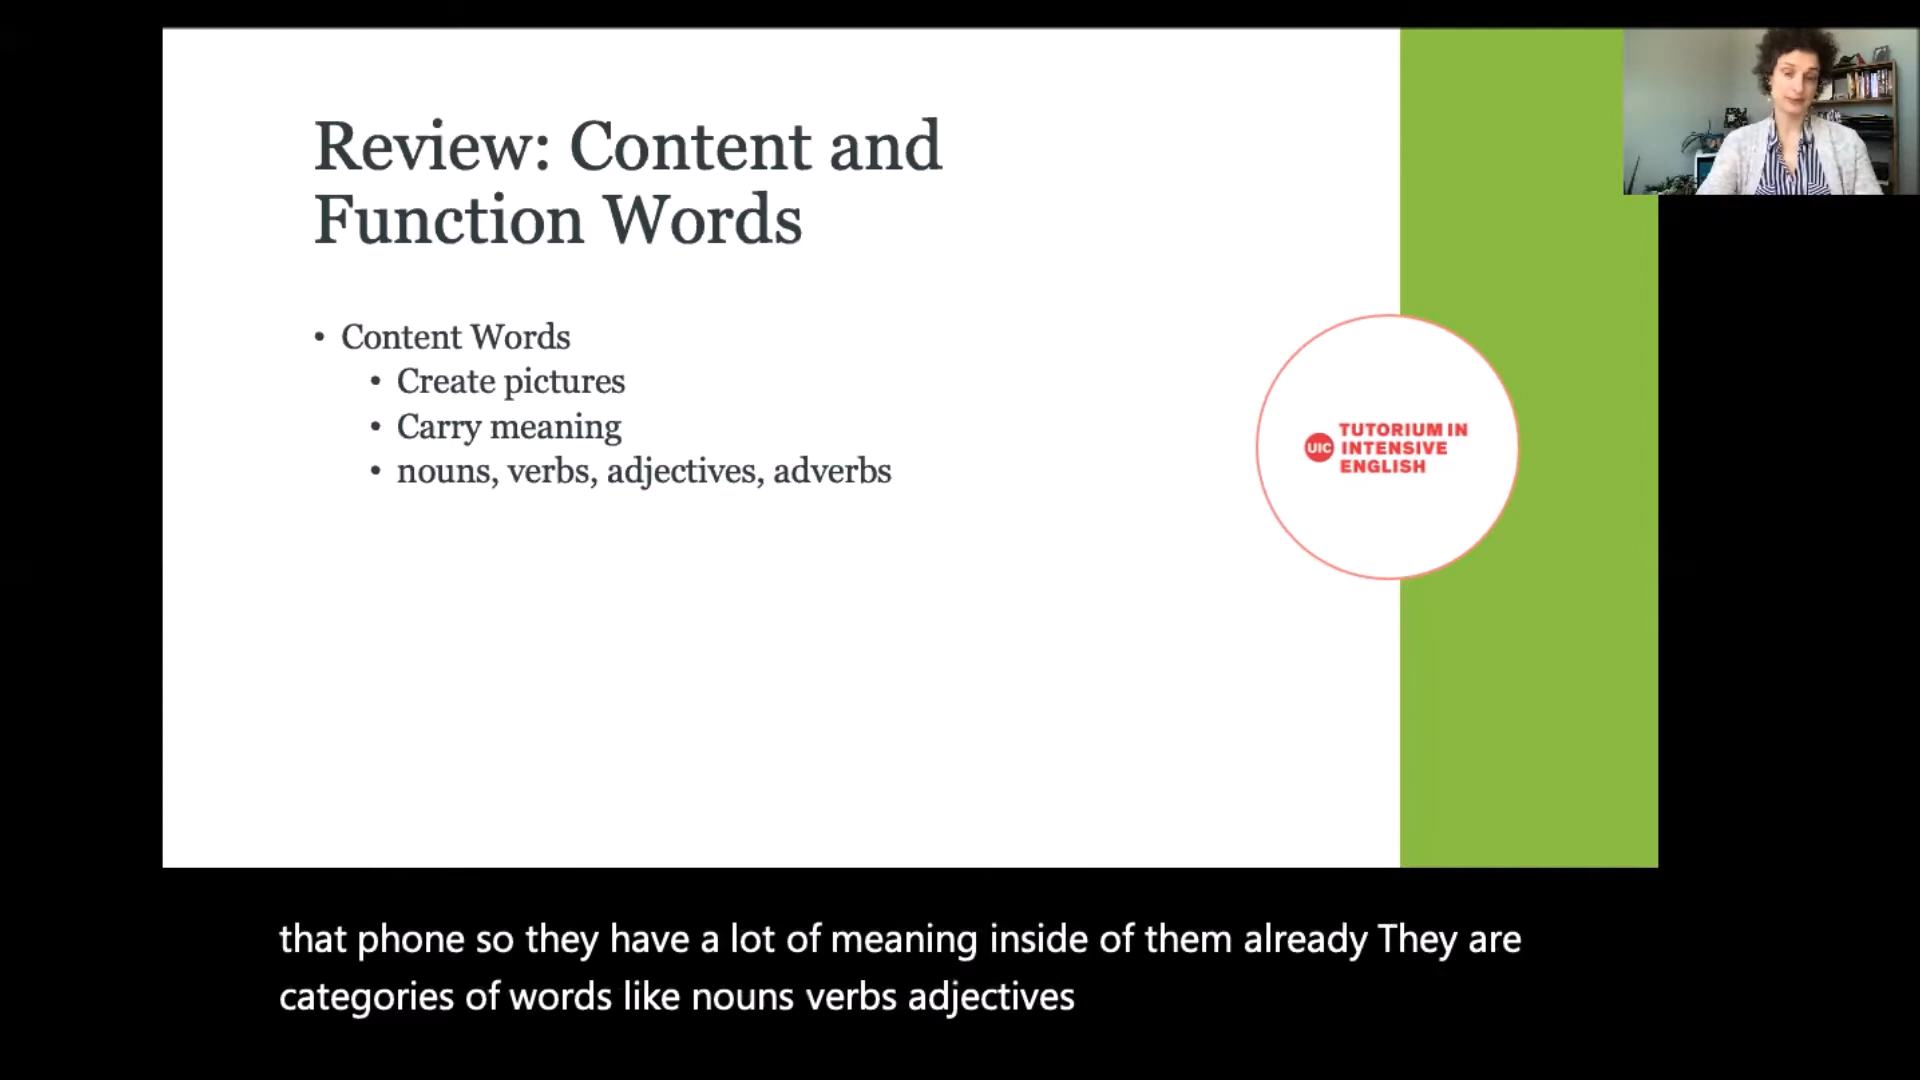 Review: Content and
Function Words
• Content Words
• Create pictures
• Carry meaning
• nouns, verbs, adjectives, adverbs
UIC
TUTORIUM IN
INTENSIVE
ENGLISH
that phone so they have a lot of meaning inside of them already They are
categories of words like nouns verbs adjectives